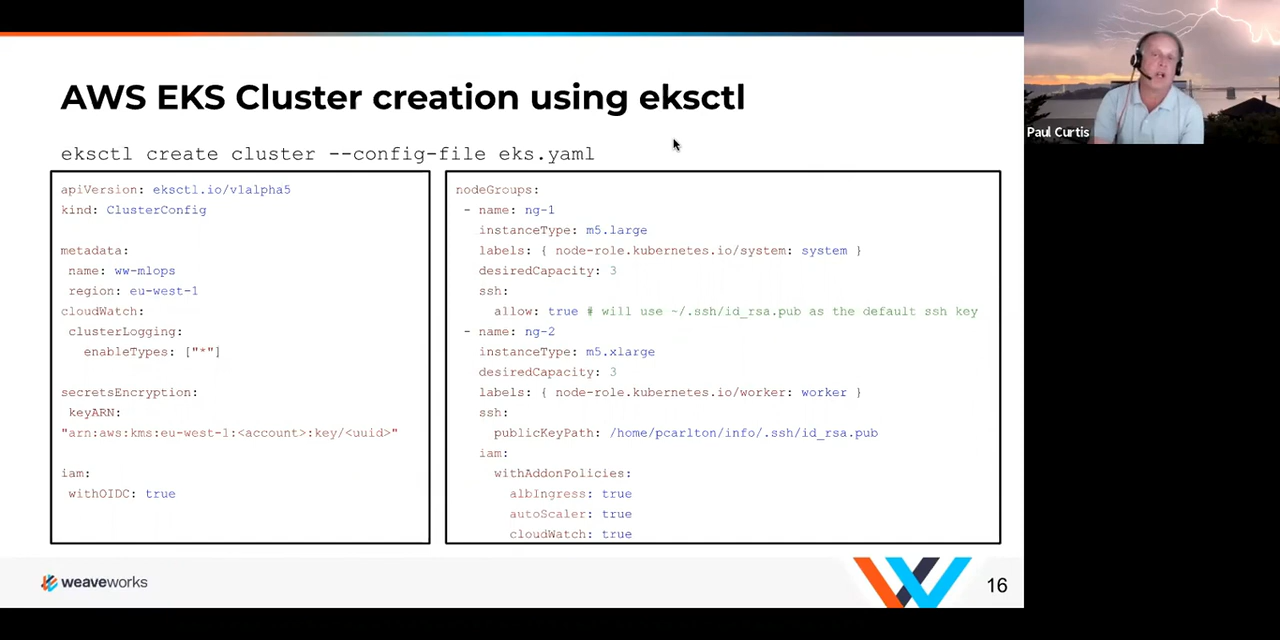 AWS EKS Cluster creation using eksctl
eksctl create cluster --config-file eks.yaml
apiVersion: eksctl.io/v1alpha5
kind: ClusterConfig
metadata:
name: ww-mlops
region: eu-west-1
cloudWatch:
clusterLogging:
enableTypes: ["*"]
secretsEncryption:
keyARN:
"arn:aws:kms:eu-west-1:<account>:key/<uuid>"
iam:
withOIDC: true
nodeGroups:
- name: ng-1
instanceType: m5.large
labels: { node-role.kubernetes.io/system: system }
desiredCapacity: 3
ssh:
allow: true # will use ~/.ssh/id_rsa.pub as the default ssh key
- name: ng-2
instanceType: m5.xlarge
desiredCapacity: 3
labels: { node-role.kubernetes.io/worker: worker }
ssh:
publicKeyPath: /home/pcarlton/info/.ssh/id_rsa.pub
iam:
withAddonPolicies:
albIngress: true
autoScaler: true
cloudWatch: true
weaveworks
16
Paul Curtis